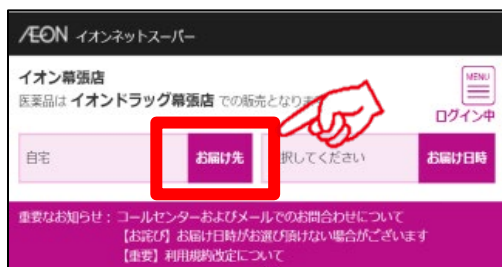 ÆON イオンネットスーパー
イオン幕張店
医薬品は イオンドラッグ幕張店 での販売となりま
MENU
ログイン中
自宅 お届け先 択してください お届け日時
重要なお知らせ： コールセンターおよびメールでのお問合わせについて
【お詫び】お届け日時がお選び頂けない場合がございます
【重要】利用規約改定について